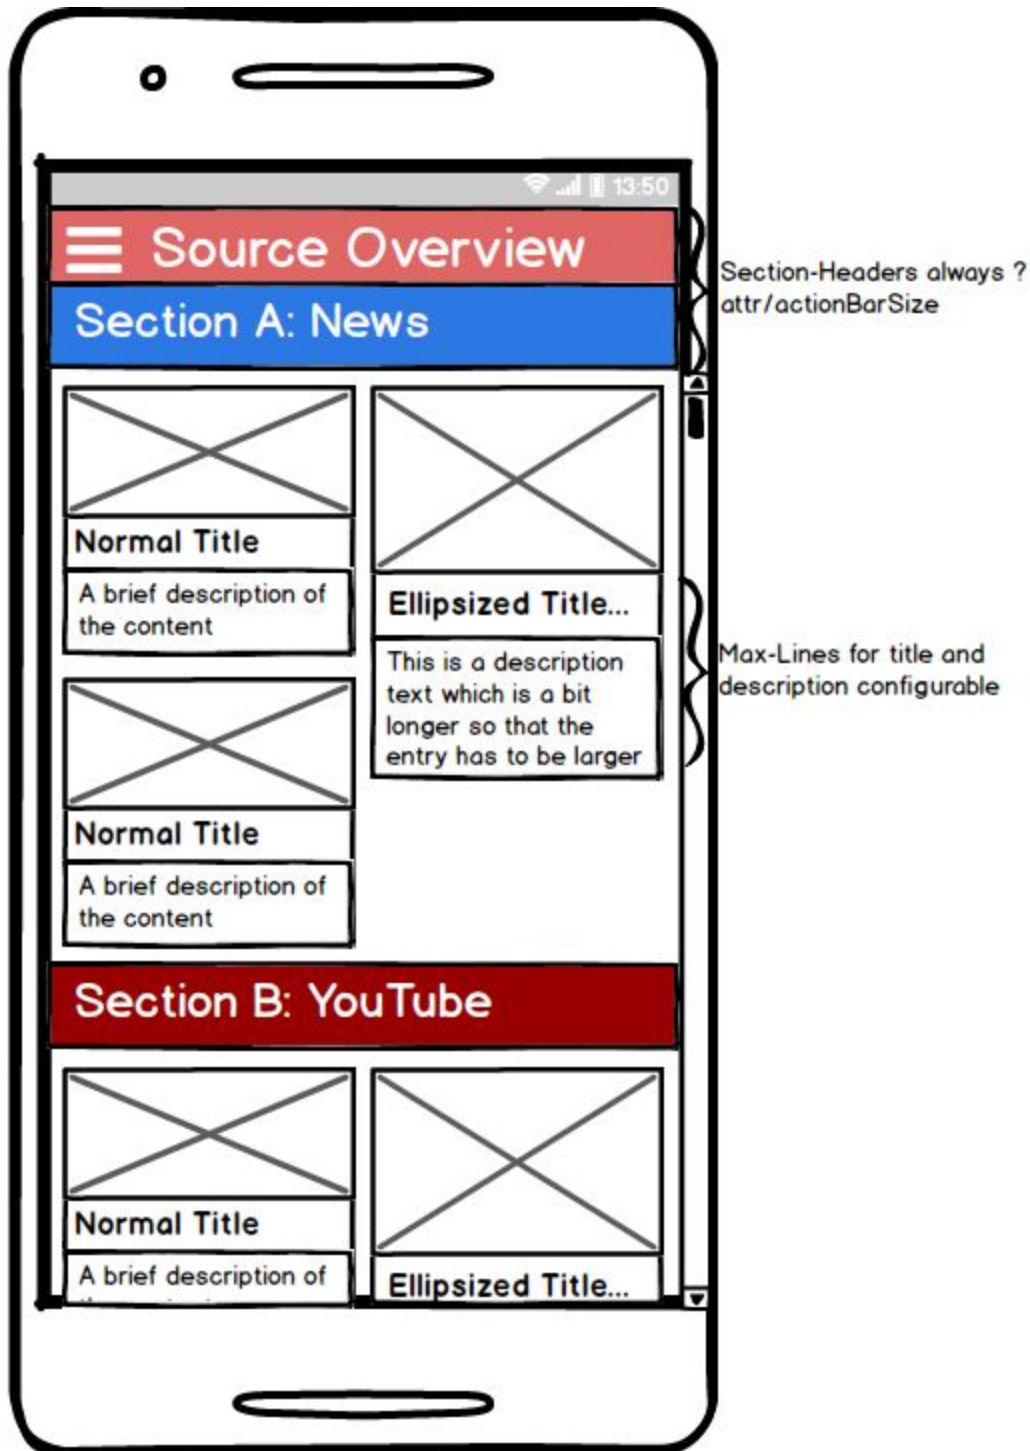 13:50
Source Overview
Section A: News
Section-Headers always ?
attr/actionBarSize
Normal Title
A brief description of
the content
Ellipsized Title...
This is a description
text which is a bit
longer so that the
entry has to be larger
Max-Lines for title and
description configurable
Normal Title
A brief description of
the content
Section B: YouTube
Normal Title
A brief description of
Ellipsized Title...